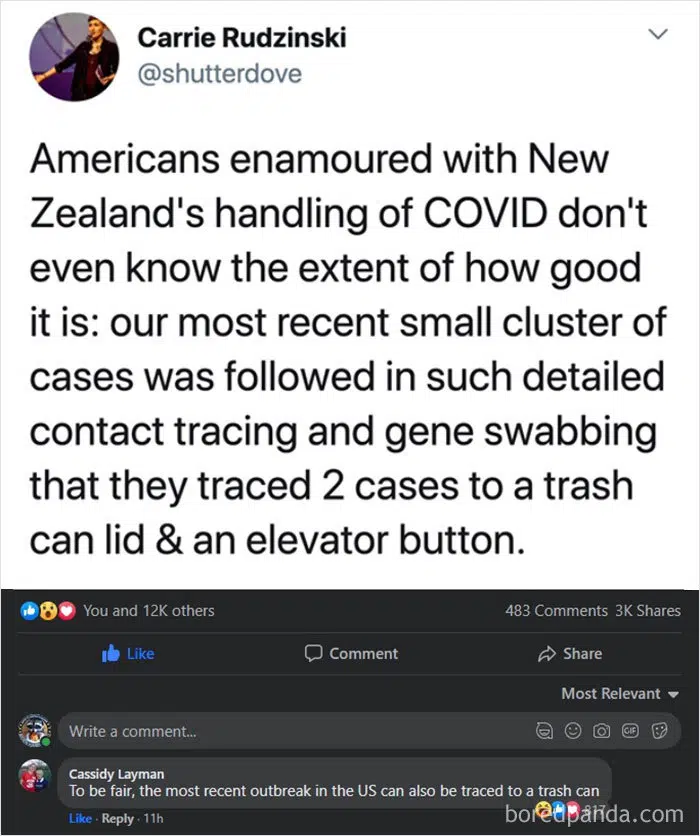 Carrie Rudzinski
@shutterdove
Americans enamoured with New
Zealand's handling of COVID don't
even know the extent of how good
it is: our most recent small cluster of
cases was followed in such detailed
contact tracing and gene swabbing
that they traced 2 cases to a trash
can lid & an elevator button.
You and 12K others
483 Comments 3K Shares
Like
Comment
Share
Most Relevant
Write a comment...
GIF
Cassidy Layman
To be fair, the most recent outbreak in the US can also be traced to a trash can
817
Like · Reply · 11h
boredpanda.com